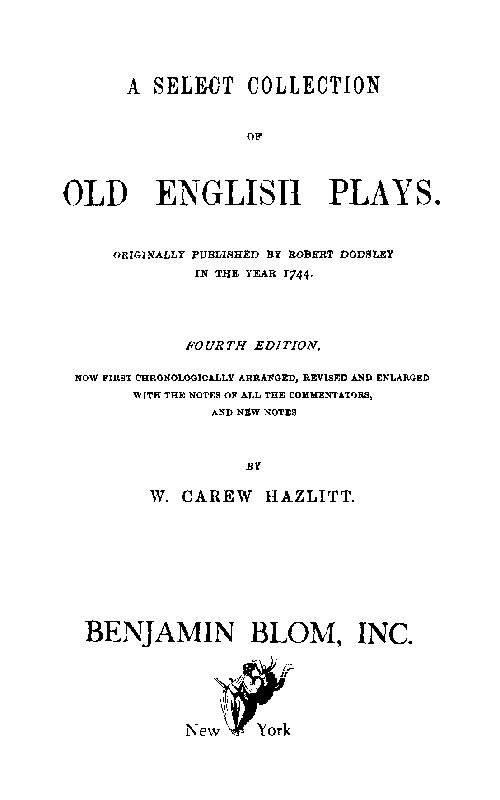 A SELECT COLLECTION
OF
OLD ENGLISH PLAYS.
ORIGINALLY PUBLISHED BY ROBERT DODSLEY
IN THE YEAR 1744.
FOURTH EDITION,
NOW FIRST CHRONOLOGICALLY ARRANGED, REVISED AND ENLARGED
WITH THE NOTES OF ALL THE COMMENTATORS,
AND NEW NOTES
BY
W. CAREW HAZLITT.
BENJAMIN BLOM, INC.
New York